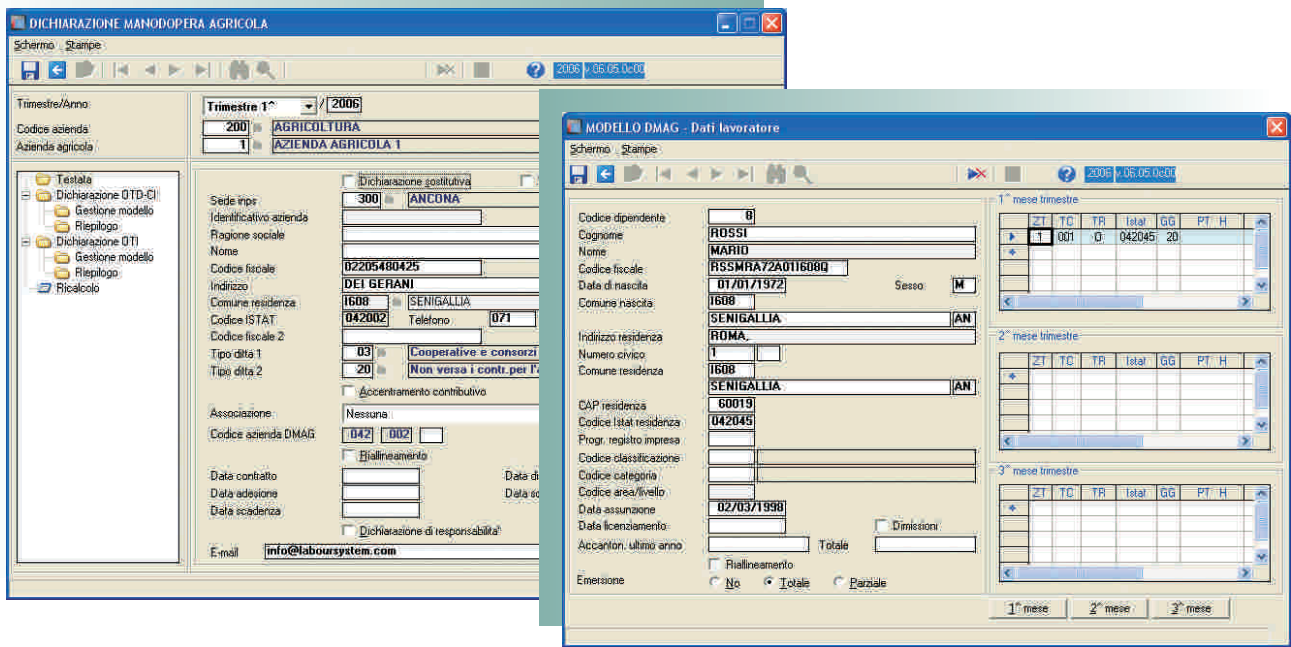 DICHIARAZIONE MANODOPERA AGRICOLA
Schermo Stampe
2006 v.06.05.0c00
Trimestre/Anno Trimestre 1^ / 2006
Codice azienda 200 AGRICOLTURA
Azienda agricola 1 AZIENDA AGRICOLA 1
Testata
Dichiarazione OTD-CI
Gestione modello
Riepilogo
Dichiarazione OTI
Gestione modello
Riepilogo
Ricalcolo
Dichiarazione sostitutiva
Sede inps 300 ANCONA
Identificativo azienda
Ragione sociale
Nome
Codice fiscale 02205480425
Indirizzo DEI GERANI
Comune residenza I608 SENIGALLIA
Codice ISTAT 042002 Telefono 071
Codice fiscale 2
Tipo ditta 1 03 Cooperative e consorzi
Tipo ditta 2 20 Non versa i contr.per l'a
Accentramento contributivo
Associazione Nessuna
Codice azienda DMAG 042 002
Riallineamento
Data contratto Data di
Data adesione Data sc
Data scadenza
Dichiarazione di responsabilita'
E-mail info@laboursystem.com
MODELLO DMAG - Dati lavoratore
Schermo Stampe
2006 v.06.05.0c00
Codice dipendente 8
Cognome ROSSI
Nome MARIO
Codice fiscale RSSMRA72A01I608Q
Data di nascita 01/01/1972 Sesso M
Comune nascita I608
SENIGALLIA AN
Indirizzo residenza ROMA,
Numero civico 1
Comune residenza I608
SENIGALLIA AN
CAP residenza 60019
Codice Istat residenza 042045
Progr. registro impresa
Codice classificazione
Codice categoria
Codice area/livello
Data assunzione 02/03/1998
Data licenziamento Dimissioni
Accanton. ultimo anno Totale
Riallineamento
Emersione No Totale Parziale
1^ mese trimestre
ZT TC TR Istat GG PT H
1 001 O 042045 20
2^ mese trimestre
ZT TC TR Istat GG PT H
3^ mese trimestre
ZT TC TR Istat GG PT H
1^ mese 2^ mese 3^ mese